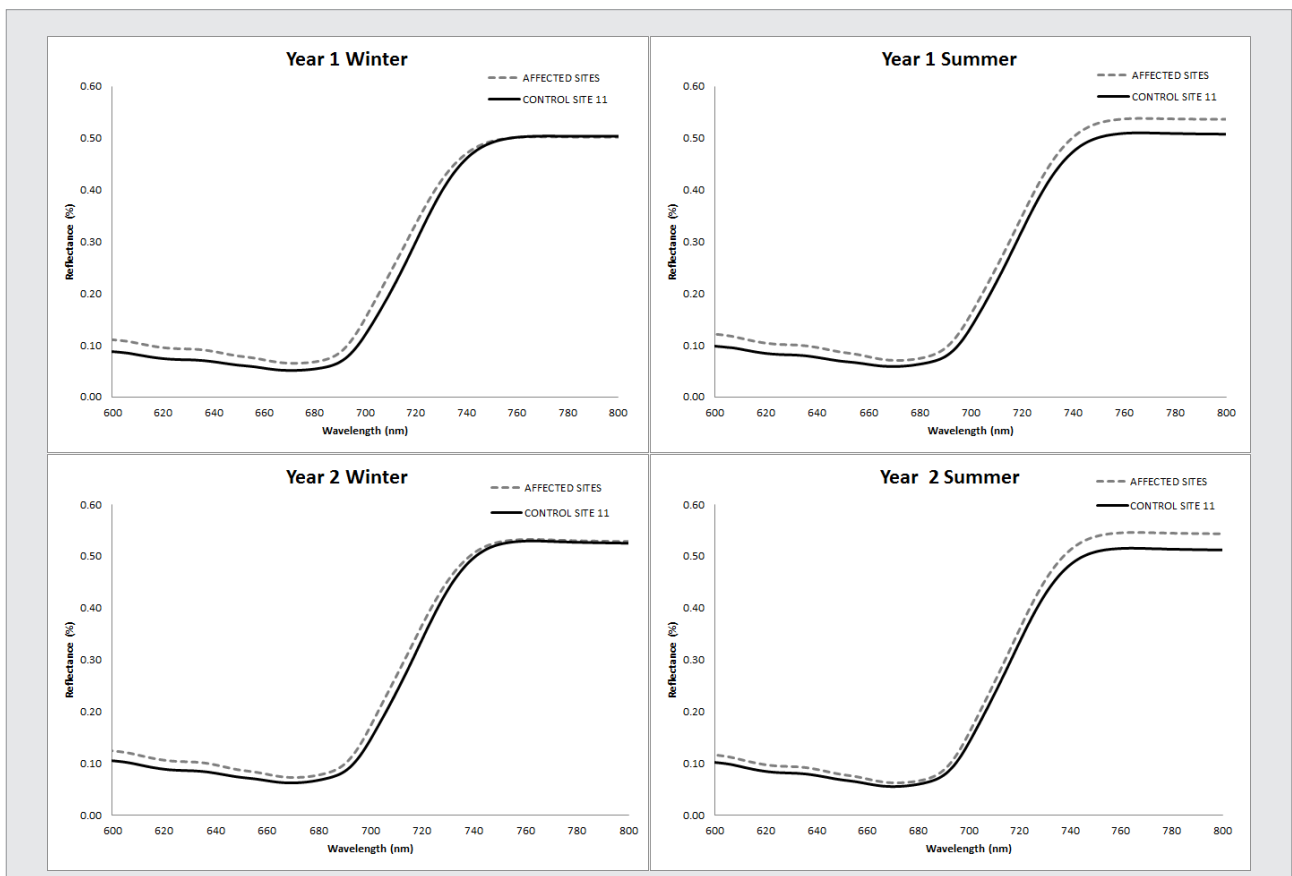 Year 1 Winter
AFFECTED SITES
CONTROL SITE 11
0.60
0.50
0.40
0.30
0.20
0.10
0.00
Reflectance (%)
600 620 640 660 680 700 720 740 760 780 800
Wavelength (nm)
Year 1 Summer
AFFECTED SITES
CONTROL SITE 11
0.60
0.50
0.40
0.30
0.20
0.10
0.00
Reflectance (%)
600 620 640 660 680 700 720 740 760 780 800
Wavelength (nm)
Year 2 Winter
AFFECTED SITES
CONTROL SITE 11
0.60
0.50
0.40
0.30
0.20
0.10
0.00
Reflectance (%)
600 620 640 660 680 700 720 740 760 780 800
Wavelength (nm)
Year 2 Summer
AFFECTED SITES
CONTROL SITE 11
0.60
0.50
0.40
0.30
0.20
0.10
0.00
Reflectance (%)
600 620 640 660 680 700 720 740 760 780 800
Wavelength (nm)